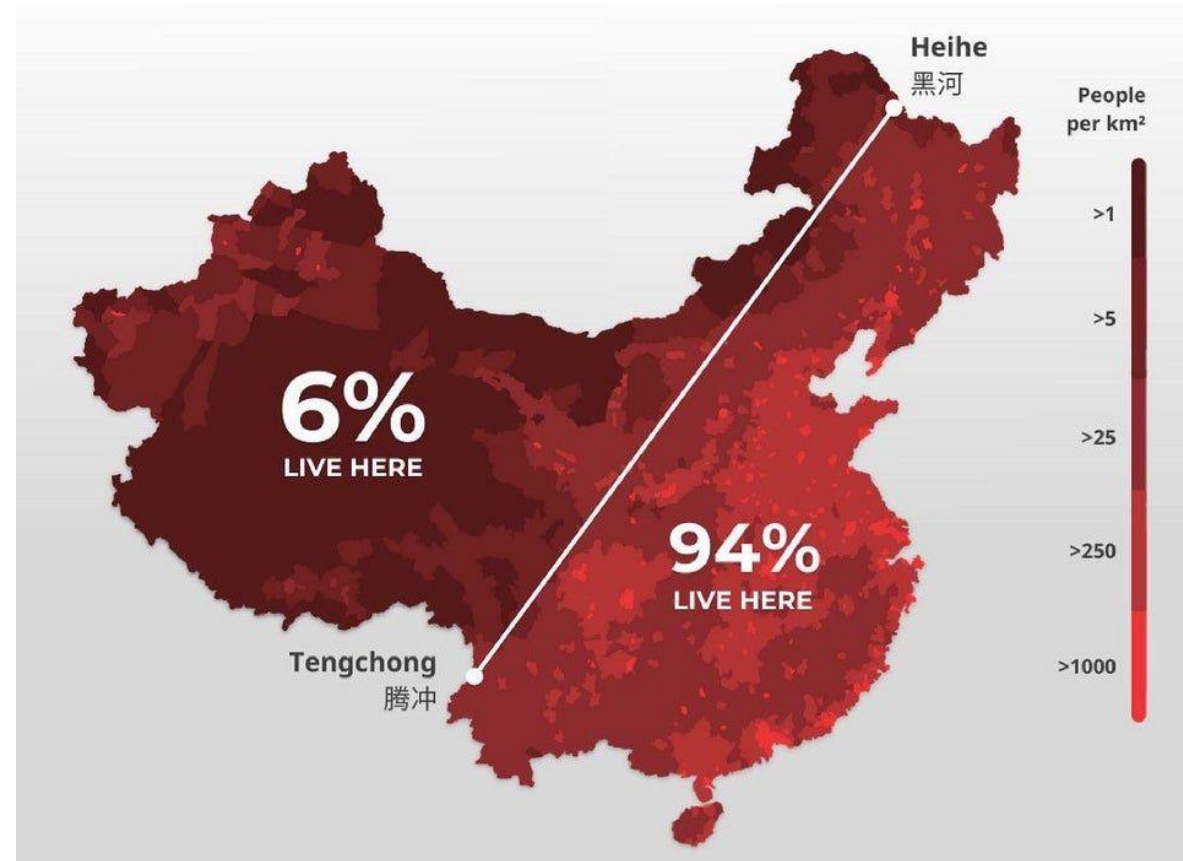 Heihe
黑河
People
per km²
>1
>5
>25
>250
>1000
6%
LIVE HERE
94%
LIVE HERE
Tengchong
腾冲